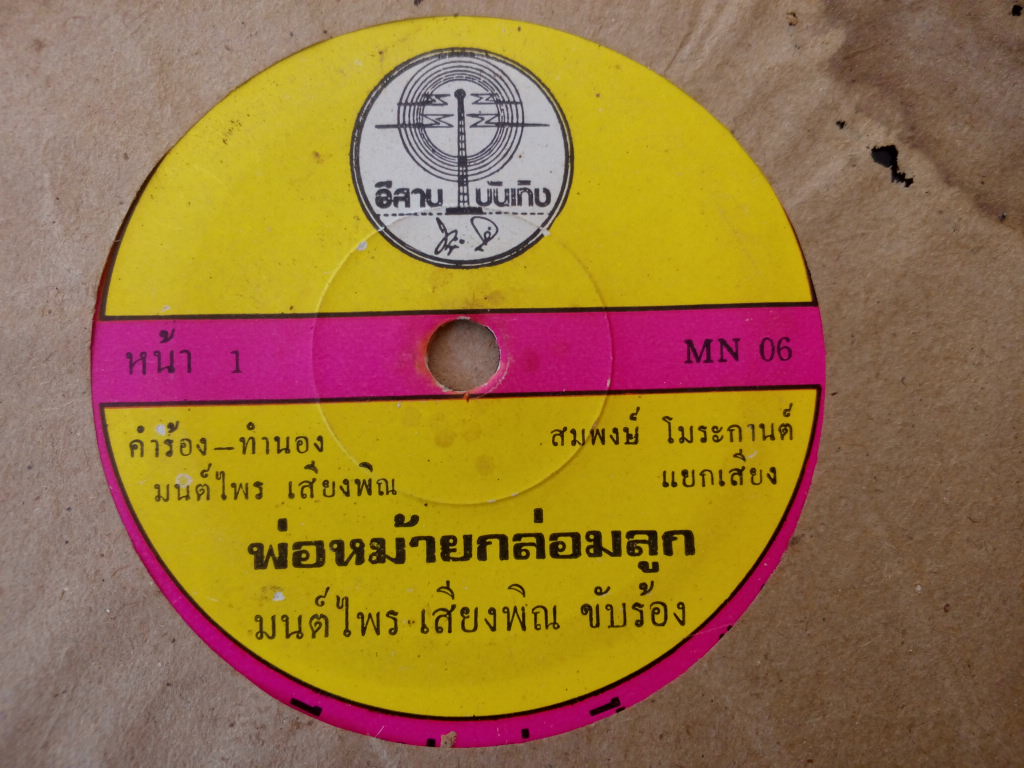 อีสาน บันเทิง
หน้า 1 MN 06
คำร้อง - ทำนอง
มนต์ไพร เสียงพิณ
สมพงษ์ โมระกานต์
แยกเสียง
พ่อหม้ายกล่อมลูก
มนต์ไพร เสียงพิณ ขับร้อง